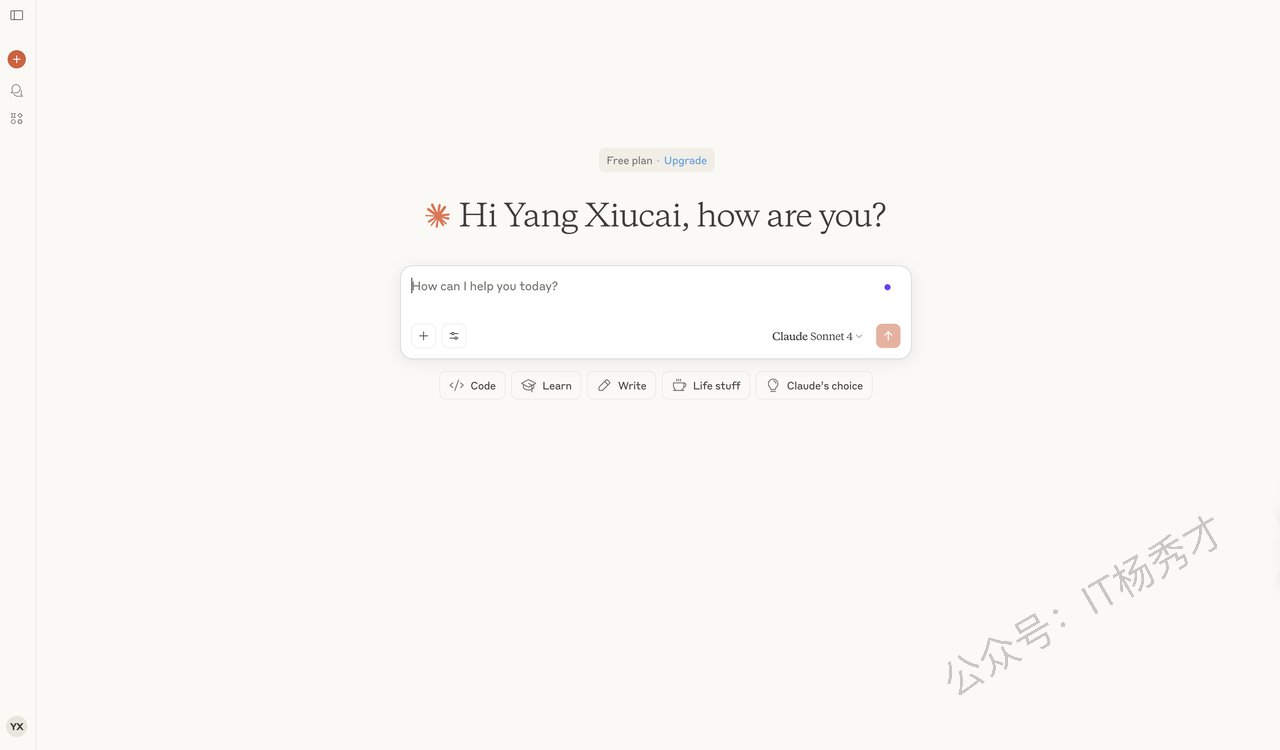 Free plan · Upgrade
Hi Yang Xiucai, how are you?
How can I help you today?
Claude Sonnet 4
Code
Learn
Write
Life stuff
Claude's choice
公众号：IT杨秀才
YX